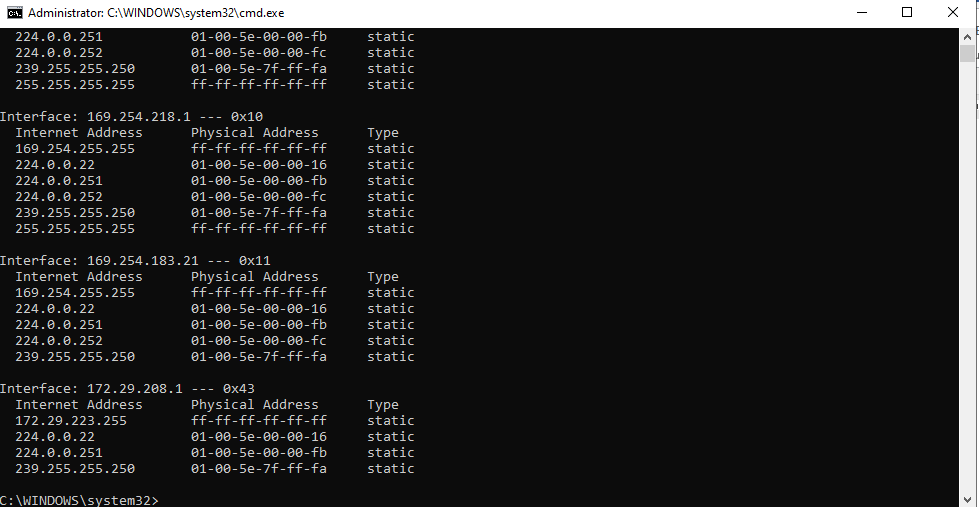 Administrator: C:\WINDOWS\system32\cmd.exe
224.0.0.251 01-00-5e-00-00-fb static
224.0.0.252 01-00-5e-00-00-fc static
239.255.255.250 01-00-5e-7f-ff-fa static
255.255.255.255 ff-ff-ff-ff-ff-ff static
Interface: 169.254.218.1 --- 0x10
Internet Address Physical Address Type
169.254.255.255 ff-ff-ff-ff-ff-ff static
224.0.0.22 01-00-5e-00-00-16 static
224.0.0.251 01-00-5e-00-00-fb static
224.0.0.252 01-00-5e-00-00-fc static
239.255.255.250 01-00-5e-7f-ff-fa static
255.255.255.255 ff-ff-ff-ff-ff-ff static
Interface: 169.254.183.21 --- 0x11
Internet Address Physical Address Type
169.254.255.255 ff-ff-ff-ff-ff-ff static
224.0.0.22 01-00-5e-00-00-16 static
224.0.0.251 01-00-5e-00-00-fb static
224.0.0.252 01-00-5e-00-00-fc static
239.255.255.250 01-00-5e-7f-ff-fa static
Interface: 172.29.208.1 --- 0x43
Internet Address Physical Address Type
172.29.223.255 ff-ff-ff-ff-ff-ff static
224.0.0.22 01-00-5e-00-00-16 static
224.0.0.251 01-00-5e-00-00-fb static
239.255.255.250 01-00-5e-7f-ff-fa static
C:\WINDOWS\system32>